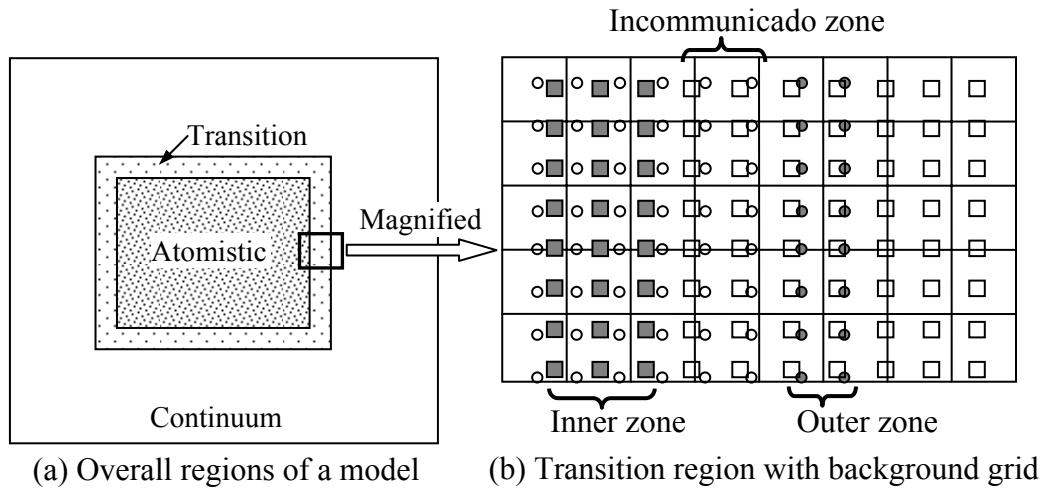 Incommunicado zone
Transition
Magnified
Atomistic
Continuum
Inner zone
Outer zone
(a) Overall regions of a model
(b) Transition region with background grid